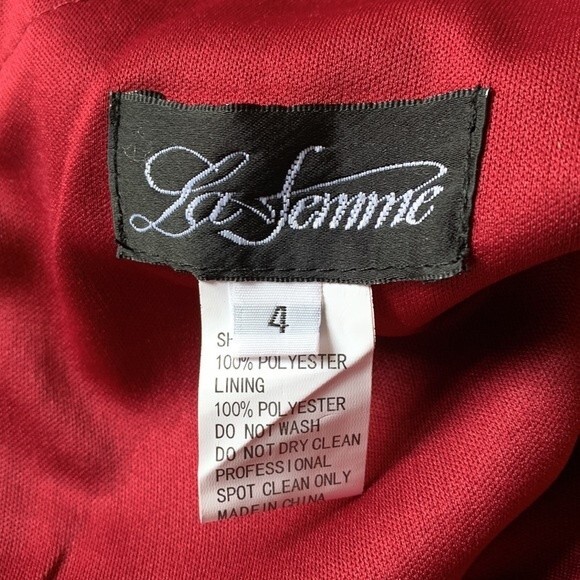 La Femme
4
SH
100% POLYESTER
LINING
100% POLYESTER
DO NOT WASH
DO NOT DRY CLEAN
PROFESSIONAL
SPOT CLEAN ONLY
MADE IN CHINA